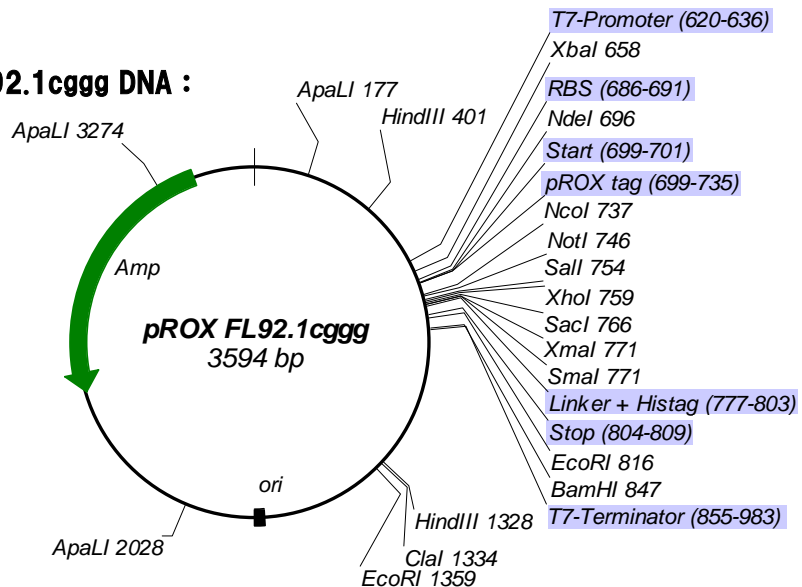 92.1cggg DNA :
T7-Promoter (620-636)
XbaI 658
RBS (686-691)
NdeI 696
Start (699-701)
pROX tag (699-735)
NcoI 737
NotI 746
SalI 754
XhoI 759
SacI 766
XmaI 771
SmaI 771
Linker + Histag (777-803)
Stop (804-809)
EcoRI 816
BamHI 847
T7-Terminator (855-983)
ApaLI 177
HindIII 401
ApaLI 3274
Amp
pROX FL92.1cggg
3594 bp
ori
HindIII 1328
ClaI 1334
EcoRI 1359
ApaLI 2028